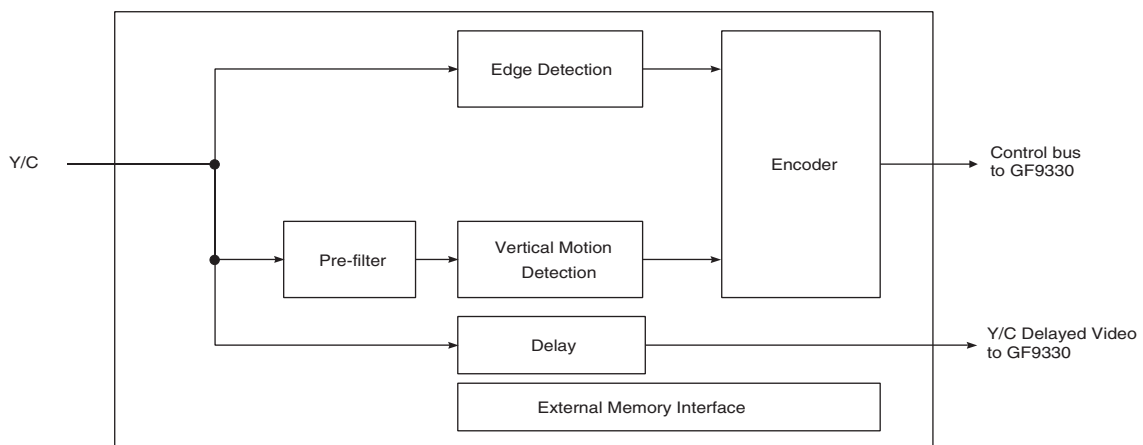 Edge Detection
Y/C
Encoder
Control bus
to GF9330
Pre-filter
Vertical Motion
Detection
Delay
Y/C Delayed Video
to GF9330
External Memory Interface